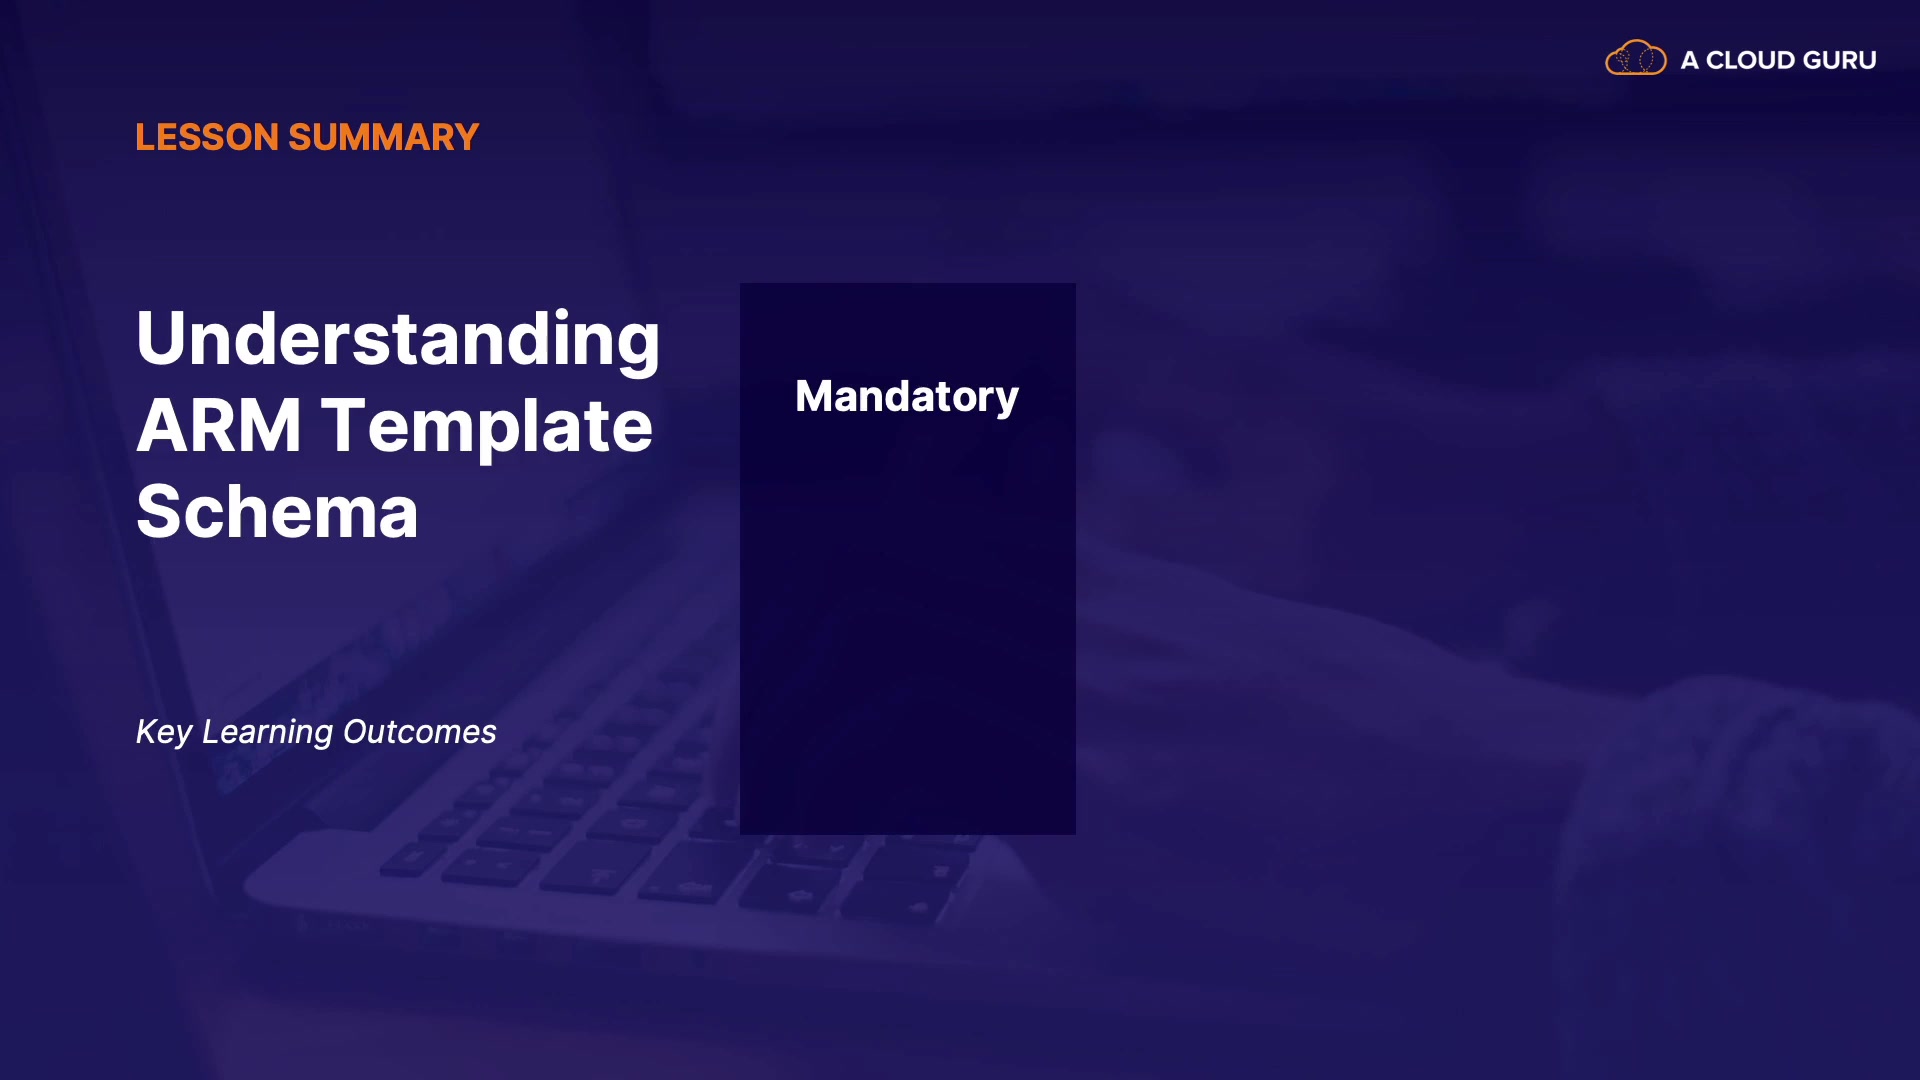 A CLOUD GURU
LESSON SUMMARY
Understanding
ARM Template
Schema
Mandatory
Key Learning Outcomes